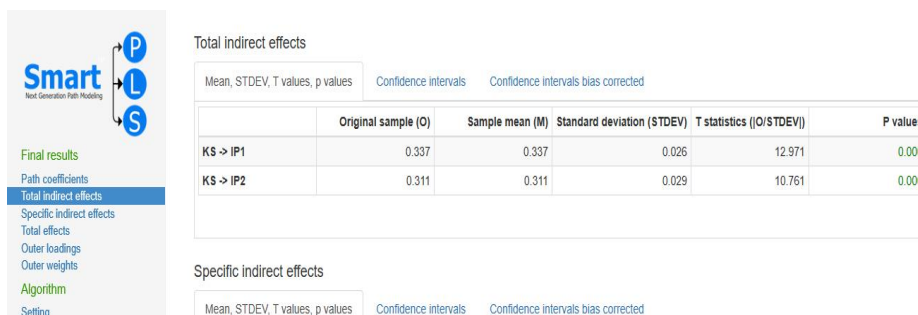 Smart
Next Generation Path Modeling
P
L
S
Final results
Path coefficients
Total indirect effects
Specific indirect effects
Total effects
Outer loadings
Outer weights
Algorithm
Setting
Total indirect effects
Mean, STDEV, T values, p values Confidence intervals Confidence intervals bias corrected
Original sample (O) Sample mean (M) Standard deviation (STDEV) T statistics (|O/STDEV|) P value
KS -> IP1 0.337 0.337 0.026 12.971 0.00
KS -> IP2 0.311 0.311 0.029 10.761 0.00
Specific indirect effects
Mean, STDEV, T values, p values Confidence intervals Confidence intervals bias corrected